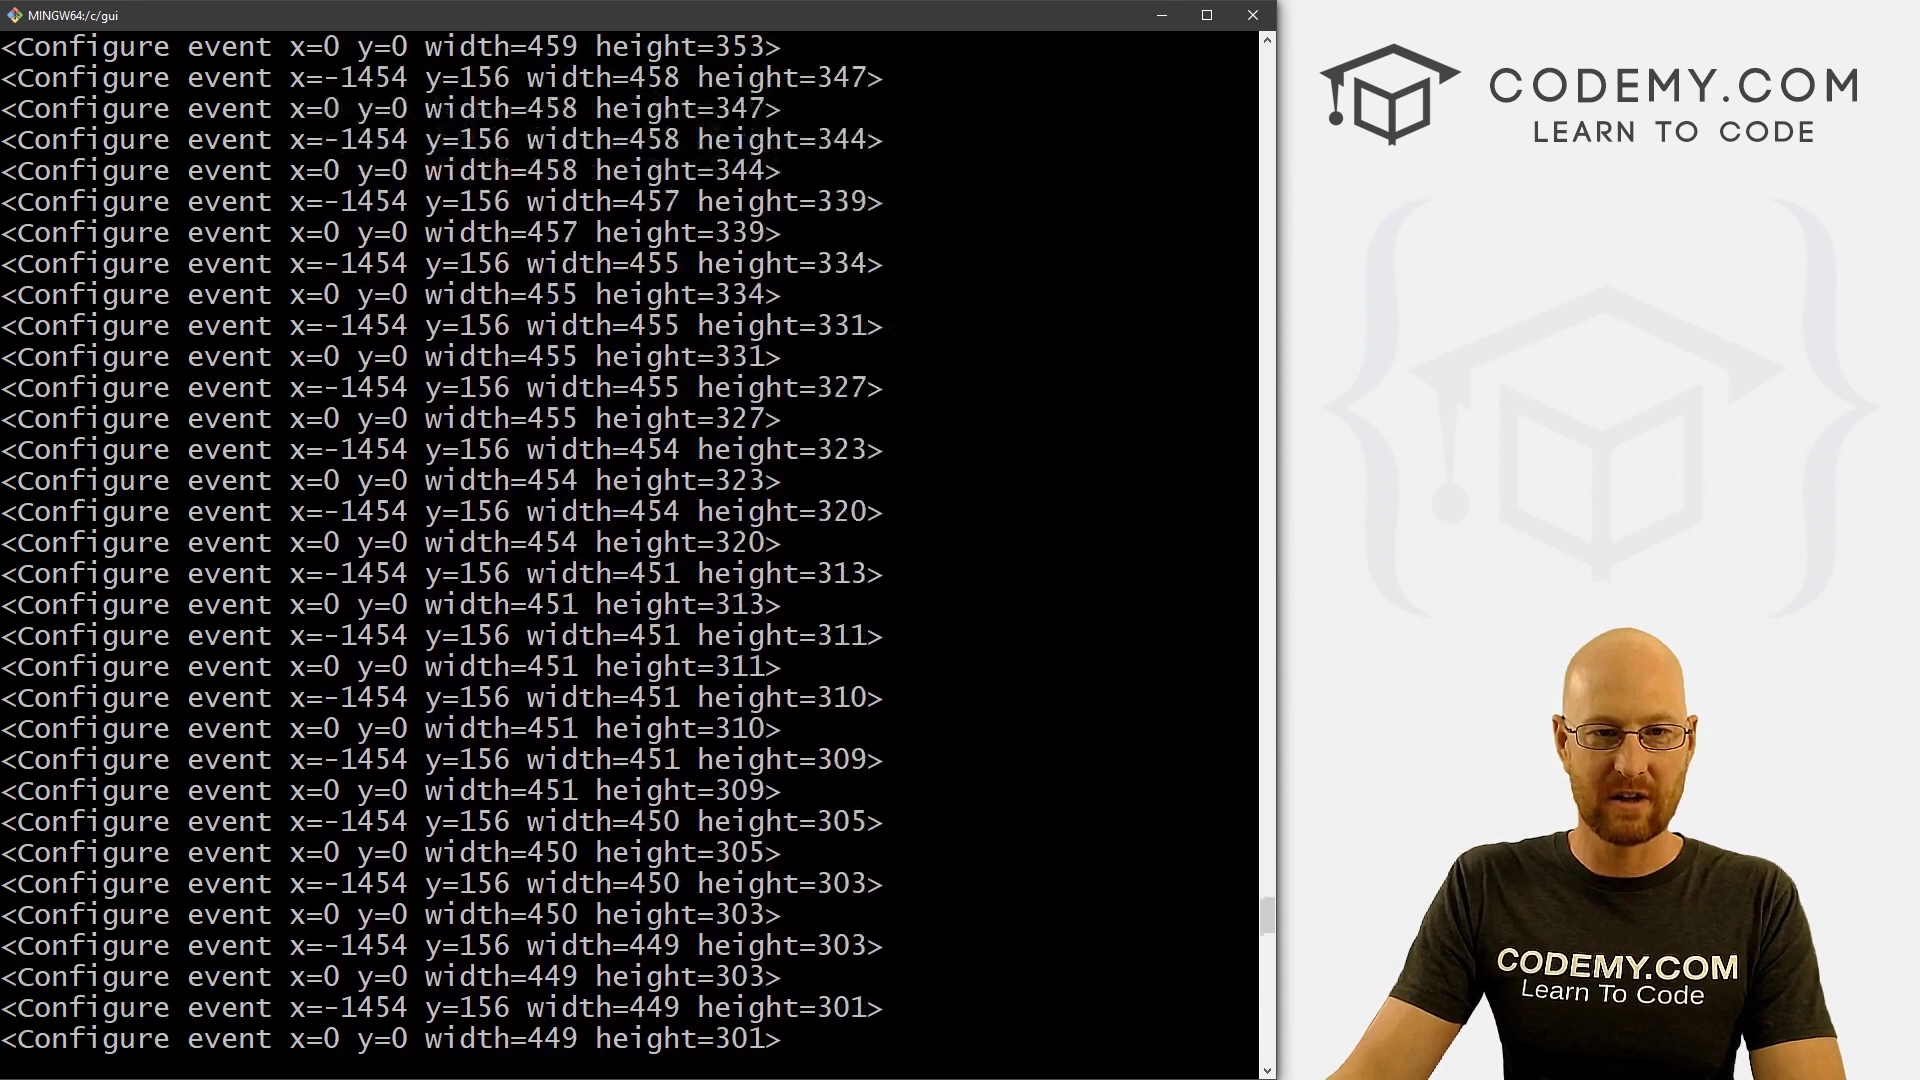 MINGW64:/c/gui
<Configure event x=0 y=0 width=459 height=353>
<Configure event x=-1454 y=156 width=458 height=347>
<Configure event x=0 y=0 width=458 height=347>
<Configure event x=-1454 y=156 width=458 height=344>
<Configure event x=0 y=0 width=458 height=344>
<Configure event x=-1454 y=156 width=457 height=339>
<Configure event x=0 y=0 width=457 height=339>
<Configure event x=-1454 y=156 width=455 height=334>
<Configure event x=0 y=0 width=455 height=334>
<Configure event x=-1454 y=156 width=455 height=331>
<Configure event x=0 y=0 width=455 height=331>
<Configure event x=-1454 y=156 width=455 height=327>
<Configure event x=0 y=0 width=455 height=327>
<Configure event x=-1454 y=156 width=454 height=323>
<Configure event x=0 y=0 width=454 height=323>
<Configure event x=-1454 y=156 width=454 height=320>
<Configure event x=0 y=0 width=454 height=320>
<Configure event x=-1454 y=156 width=451 height=313>
<Configure event x=0 y=0 width=451 height=313>
<Configure event x=-1454 y=156 width=451 height=311>
<Configure event x=0 y=0 width=451 height=311>
<Configure event x=-1454 y=156 width=451 height=310>
<Configure event x=0 y=0 width=451 height=310>
<Configure event x=-1454 y=156 width=451 height=309>
<Configure event x=0 y=0 width=451 height=309>
<Configure event x=-1454 y=156 width=450 height=305>
<Configure event x=0 y=0 width=450 height=305>
<Configure event x=-1454 y=156 width=450 height=303>
<Configure event x=0 y=0 width=450 height=303>
<Configure event x=-1454 y=156 width=449 height=303>
<Configure event x=0 y=0 width=449 height=303>
<Configure event x=-1454 y=156 width=449 height=301>
<Configure event x=0 y=0 width=449 height=301>
CODEMY.COM
LEARN TO CODE
CODEMY.COM
Learn To Code